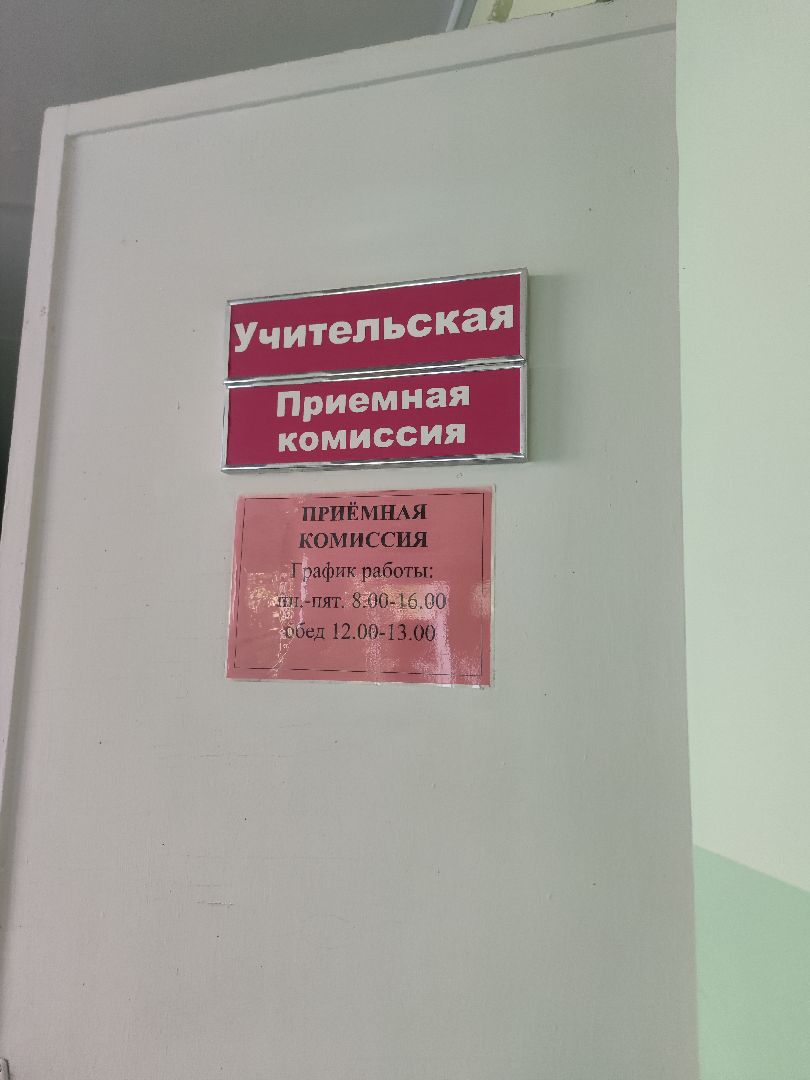 Учительская
Приемная
комиссия
ПРИЁМНАЯ
КОМИССИЯ
График работы:
пн.-пят. 8.00-16.00
обед 12.00-13.00